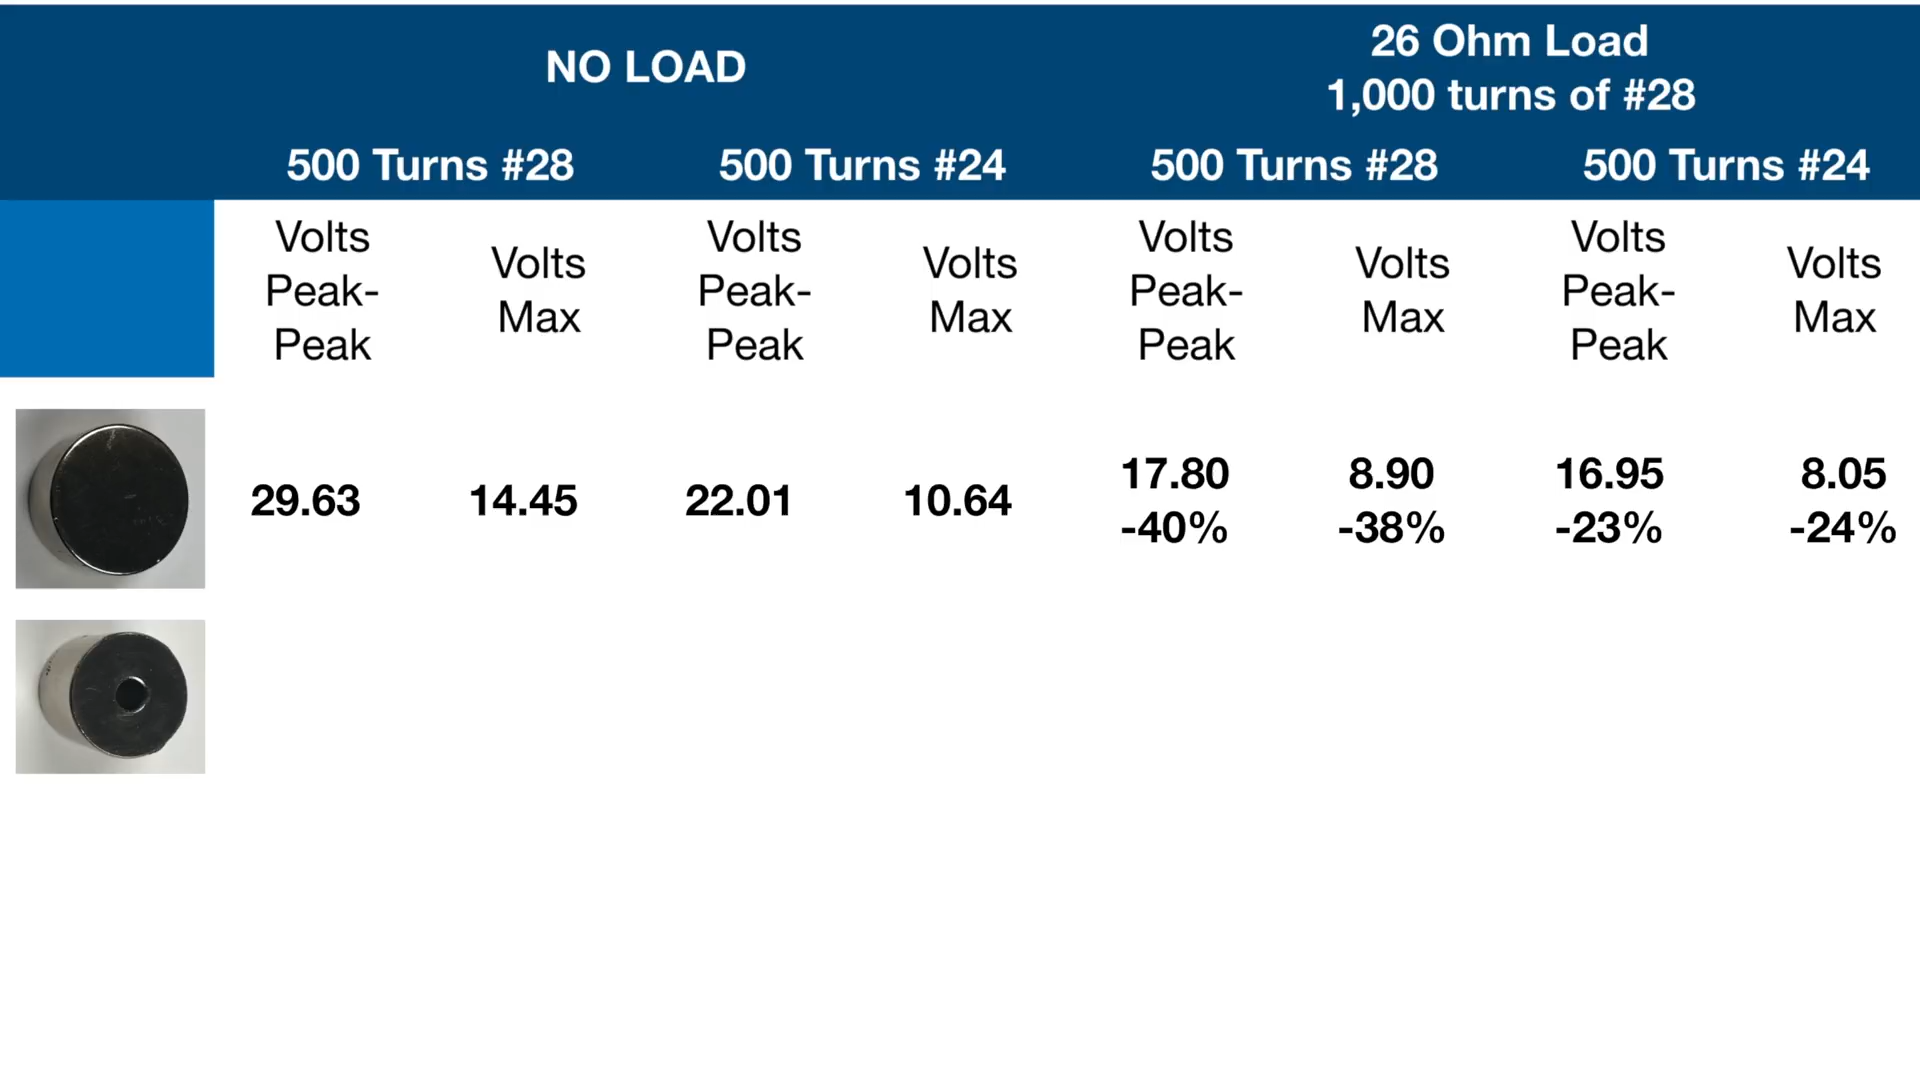 NO LOAD
26 Ohm Load
1,000 turns of #28
500 Turns #28
500 Turns #24
500 Turns #28
500 Turns #24
Volts
Peak-
Peak
Volts
Max
Volts
Peak-
Peak
Volts
Max
Volts
Peak-
Peak
Volts
Max
Volts
Peak-
Peak
Volts
Max
29.63
14.45
22.01
10.64
17.80
-40%
8.90
-38%
16.95
-23%
8.05
-24%